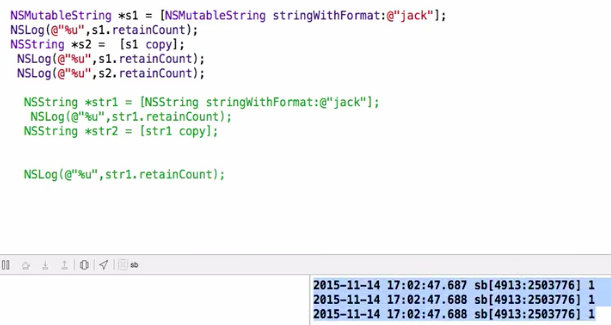 NSMutableString *s1 = [NSMutableString stringWithFormat:@"jack"];
NSLog(@"%u",s1.retainCount);
NSString *s2 =  [s1 copy];
NSLog(@"%u",s1.retainCount);
NSLog(@"%u",s2.retainCount);
NSString *str1 = [NSString stringWithFormat:@"jack"];
NSLog(@"%u",str1.retainCount);
NSString *str2 = [str1 copy];
NSLog(@"%u",str1.retainCount);
sb
2015-11-14 17:02:47.687 sb[4913:2503776] 1
2015-11-14 17:02:47.688 sb[4913:2503776] 1
2015-11-14 17:02:47.688 sb[4913:2503776] 1